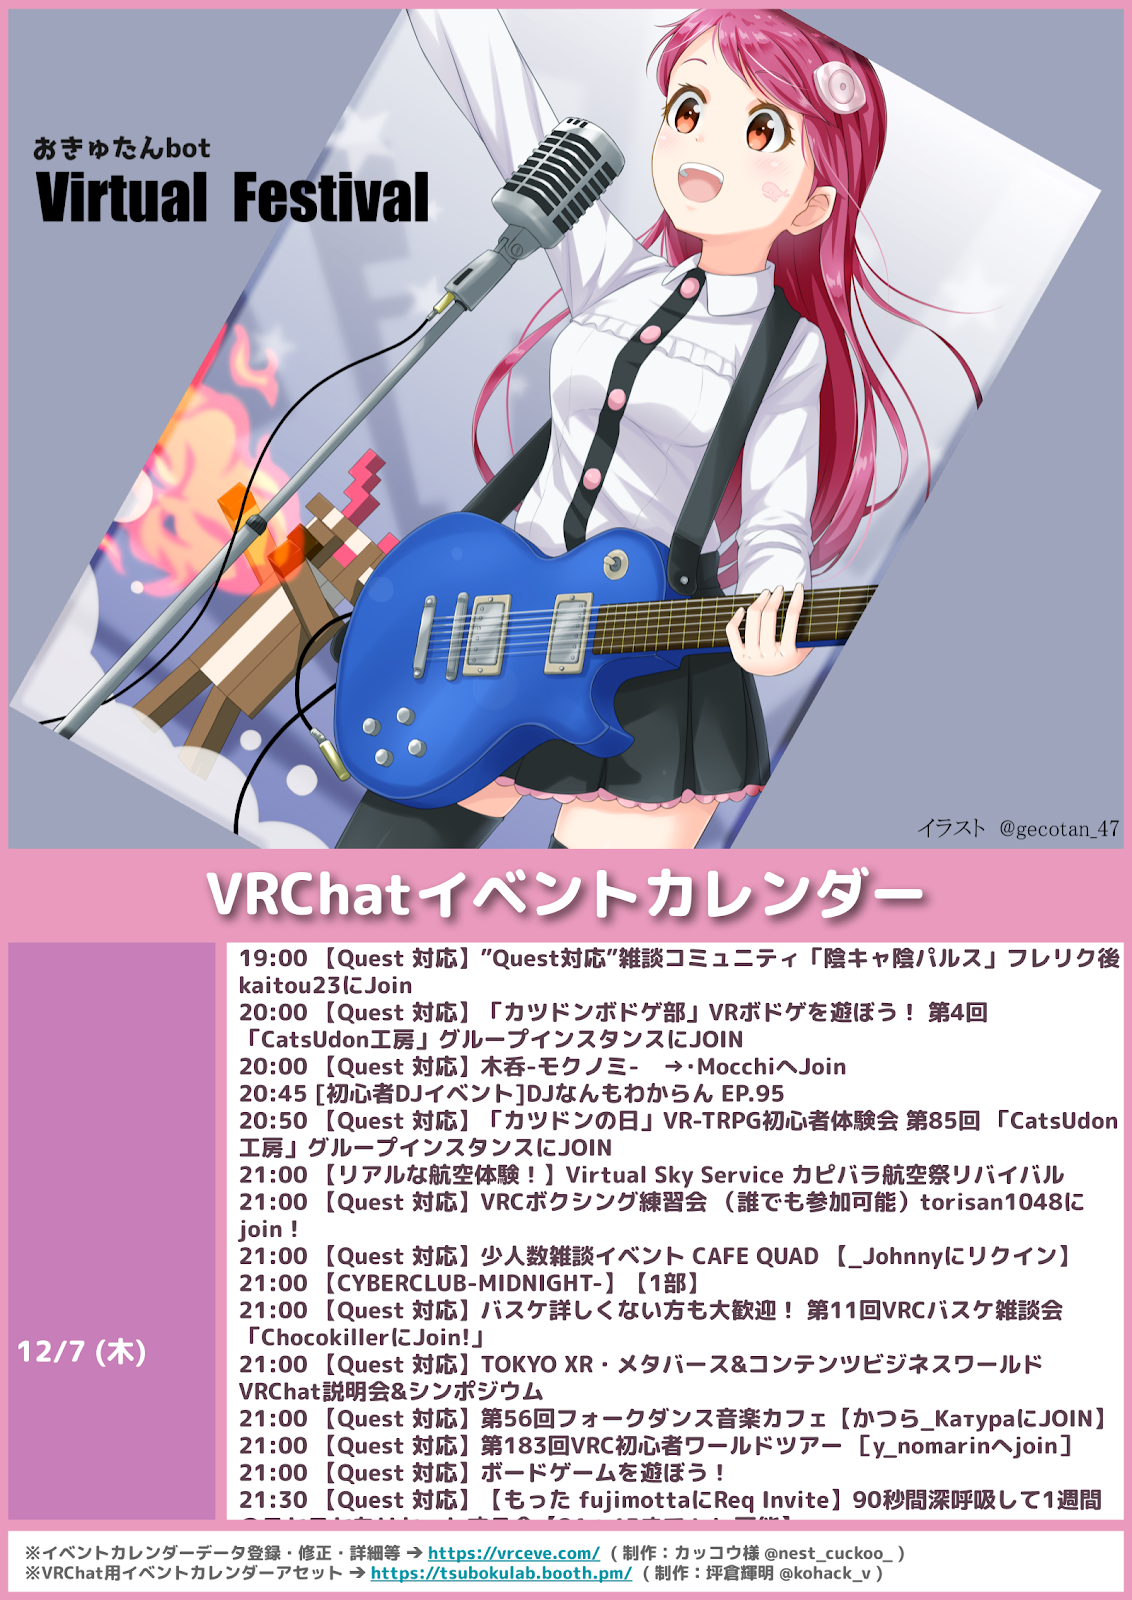 おきゅたんbot
Virtual Festival
イラスト @gecotan_47
VRChatイベントカレンダー
12/7 (木)
19:00 【Quest 対応】”Quest対応”雑談コミュニティ「陰キャ陰パルス」フレリク後
kaitou23にJoin
20:00 【Quest 対応】「カツドンボドゲ部」VRボドゲを遊ぼう！ 第4回
「CatsUdon工房」グループインスタンスにJOIN
20:00 【Quest 対応】木呑-モクノミ-　→･MocchiへJoin
20:45 [初心者DJイベント]DJなんもわからん EP.95
20:50 【Quest 対応】「カツドンの日」VR-TRPG初心者体験会 第85回 「CatsUdon
工房」グループインスタンスにJOIN
21:00 【リアルな航空体験！】Virtual Sky Service カピバラ航空祭リバイバル
21:00 【Quest 対応】VRCボクシング練習会 （誰でも参加可能）torisan1048に
join！
21:00 【Quest 対応】少人数雑談イベント CAFE QUAD 【_Johnnyにリクイン】
21:00 【CYBERCLUB-MIDNIGHT-】【1部】
21:00 【Quest 対応】バスケ詳しくない方も大歓迎！ 第11回VRCバスケ雑談会
「ChocokillerにJoin!」
21:00 【Quest 対応】TOKYO XR・メタバース&コンテンツビジネスワールド
VRChat説明会&シンポジウム
21:00 【Quest 対応】第56回フォークダンス音楽カフェ【かつら_KатураにJOIN】
21:00 【Quest 対応】第183回VRC初心者ワールドツアー ［y_nomarinへjoin］
21:00 【Quest 対応】ボードゲームを遊ぼう！
21:30 【Quest 対応】【もった fujimottaにReq Invite】90秒間深呼吸して1週間
※イベントカレンダーデータ登録・修正・詳細等 ➔ https://vrceve.com/ ( 制作：カッコウ様 @nest_cuckoo_ )
※VRChat用イベントカレンダーアセット ➔ https://tsubokulab.booth.pm/ ( 制作：坪倉輝明 @kohack_v )